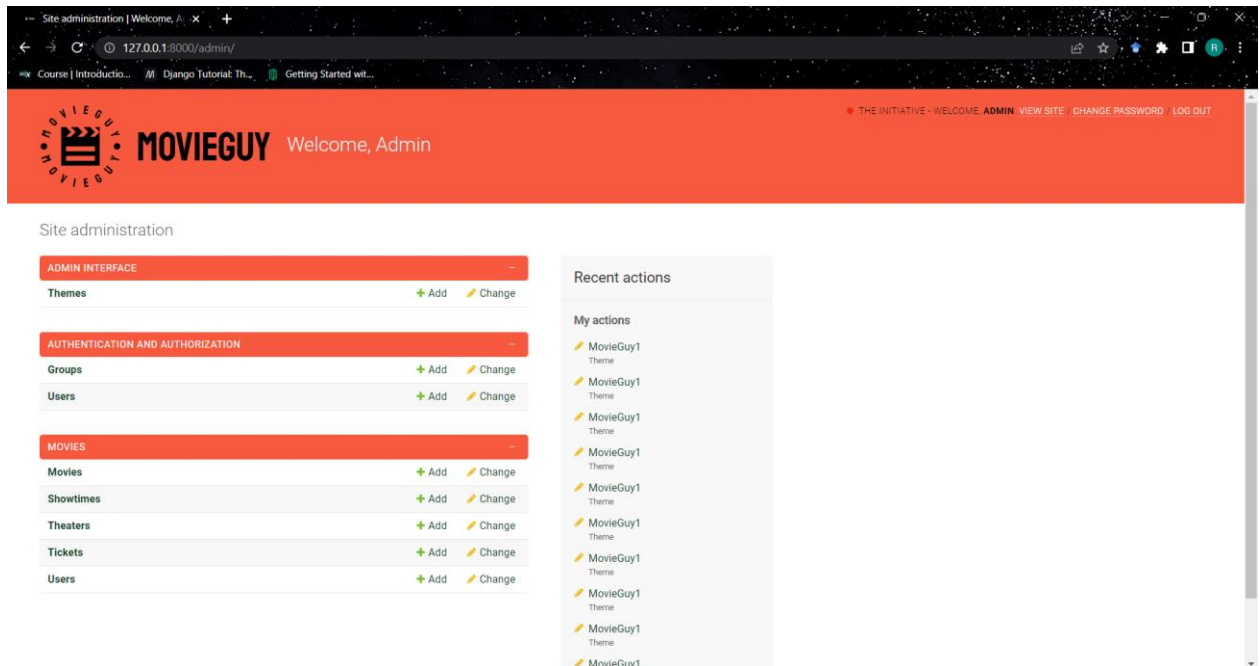 Site administration | Welcome, A
127.0.0.1:8000/admin/
Course | Introductio... Django Tutorial: Th... Getting Started wit...
MOVIEGUY • MOVIEGUY •
MOVIEGUY Welcome, Admin
THE INITIATIVE - WELCOME, ADMIN. VIEW SITE / CHANGE PASSWORD / LOG OUT
R
Site administration
ADMIN INTERFACE
Themes + Add Change
AUTHENTICATION AND AUTHORIZATION
Groups + Add Change
Users + Add Change
MOVIES
Movies + Add Change
Showtimes + Add Change
Theaters + Add Change
Tickets + Add Change
Users + Add Change
Recent actions
My actions
MovieGuy1
Theme
MovieGuy1
Theme
MovieGuy1
Theme
MovieGuy1
Theme
MovieGuy1
Theme
MovieGuy1
Theme
MovieGuy1
Theme
MovieGuy1
Theme
MovieGuy1
Theme
MovieGuy1